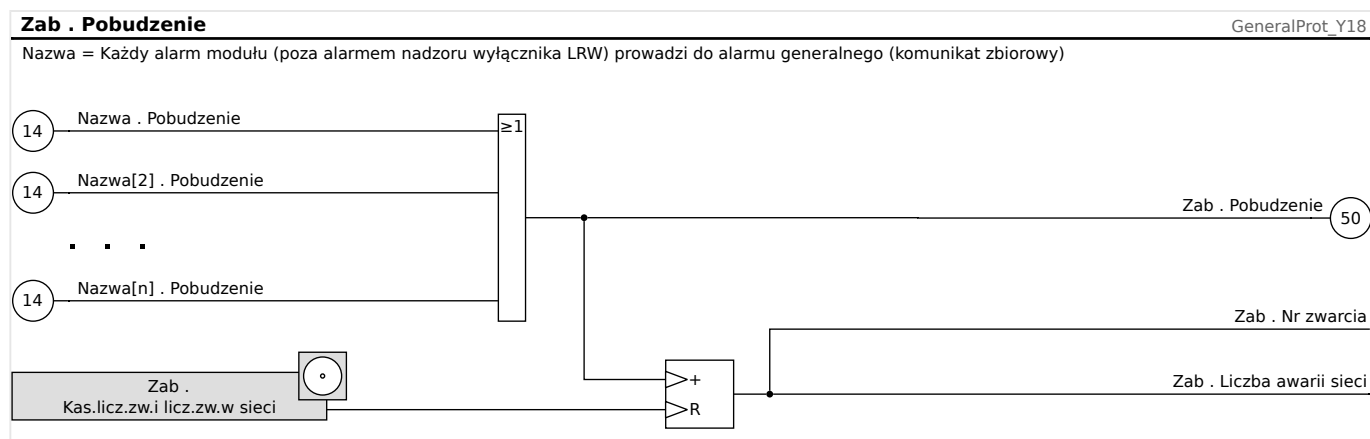 Zab . Pobudzenie
GeneralProt_Y18
Nazwa = Każdy alarm modułu (poza alarmem nadzoru wyłącznika LRW) prowadzi do alarmu generalnego (komunikat zbiorowy)
14
Nazwa . Pobudzenie
≥1
14
Nazwa[2] . Pobudzenie
Zab . Pobudzenie
50
14
Nazwa[n] . Pobudzenie
Zab . Nr zwarcia
Zab .
Kas.licz.zw.i licz.zw.w sieci
+
R
Zab . Liczba awarii sieci